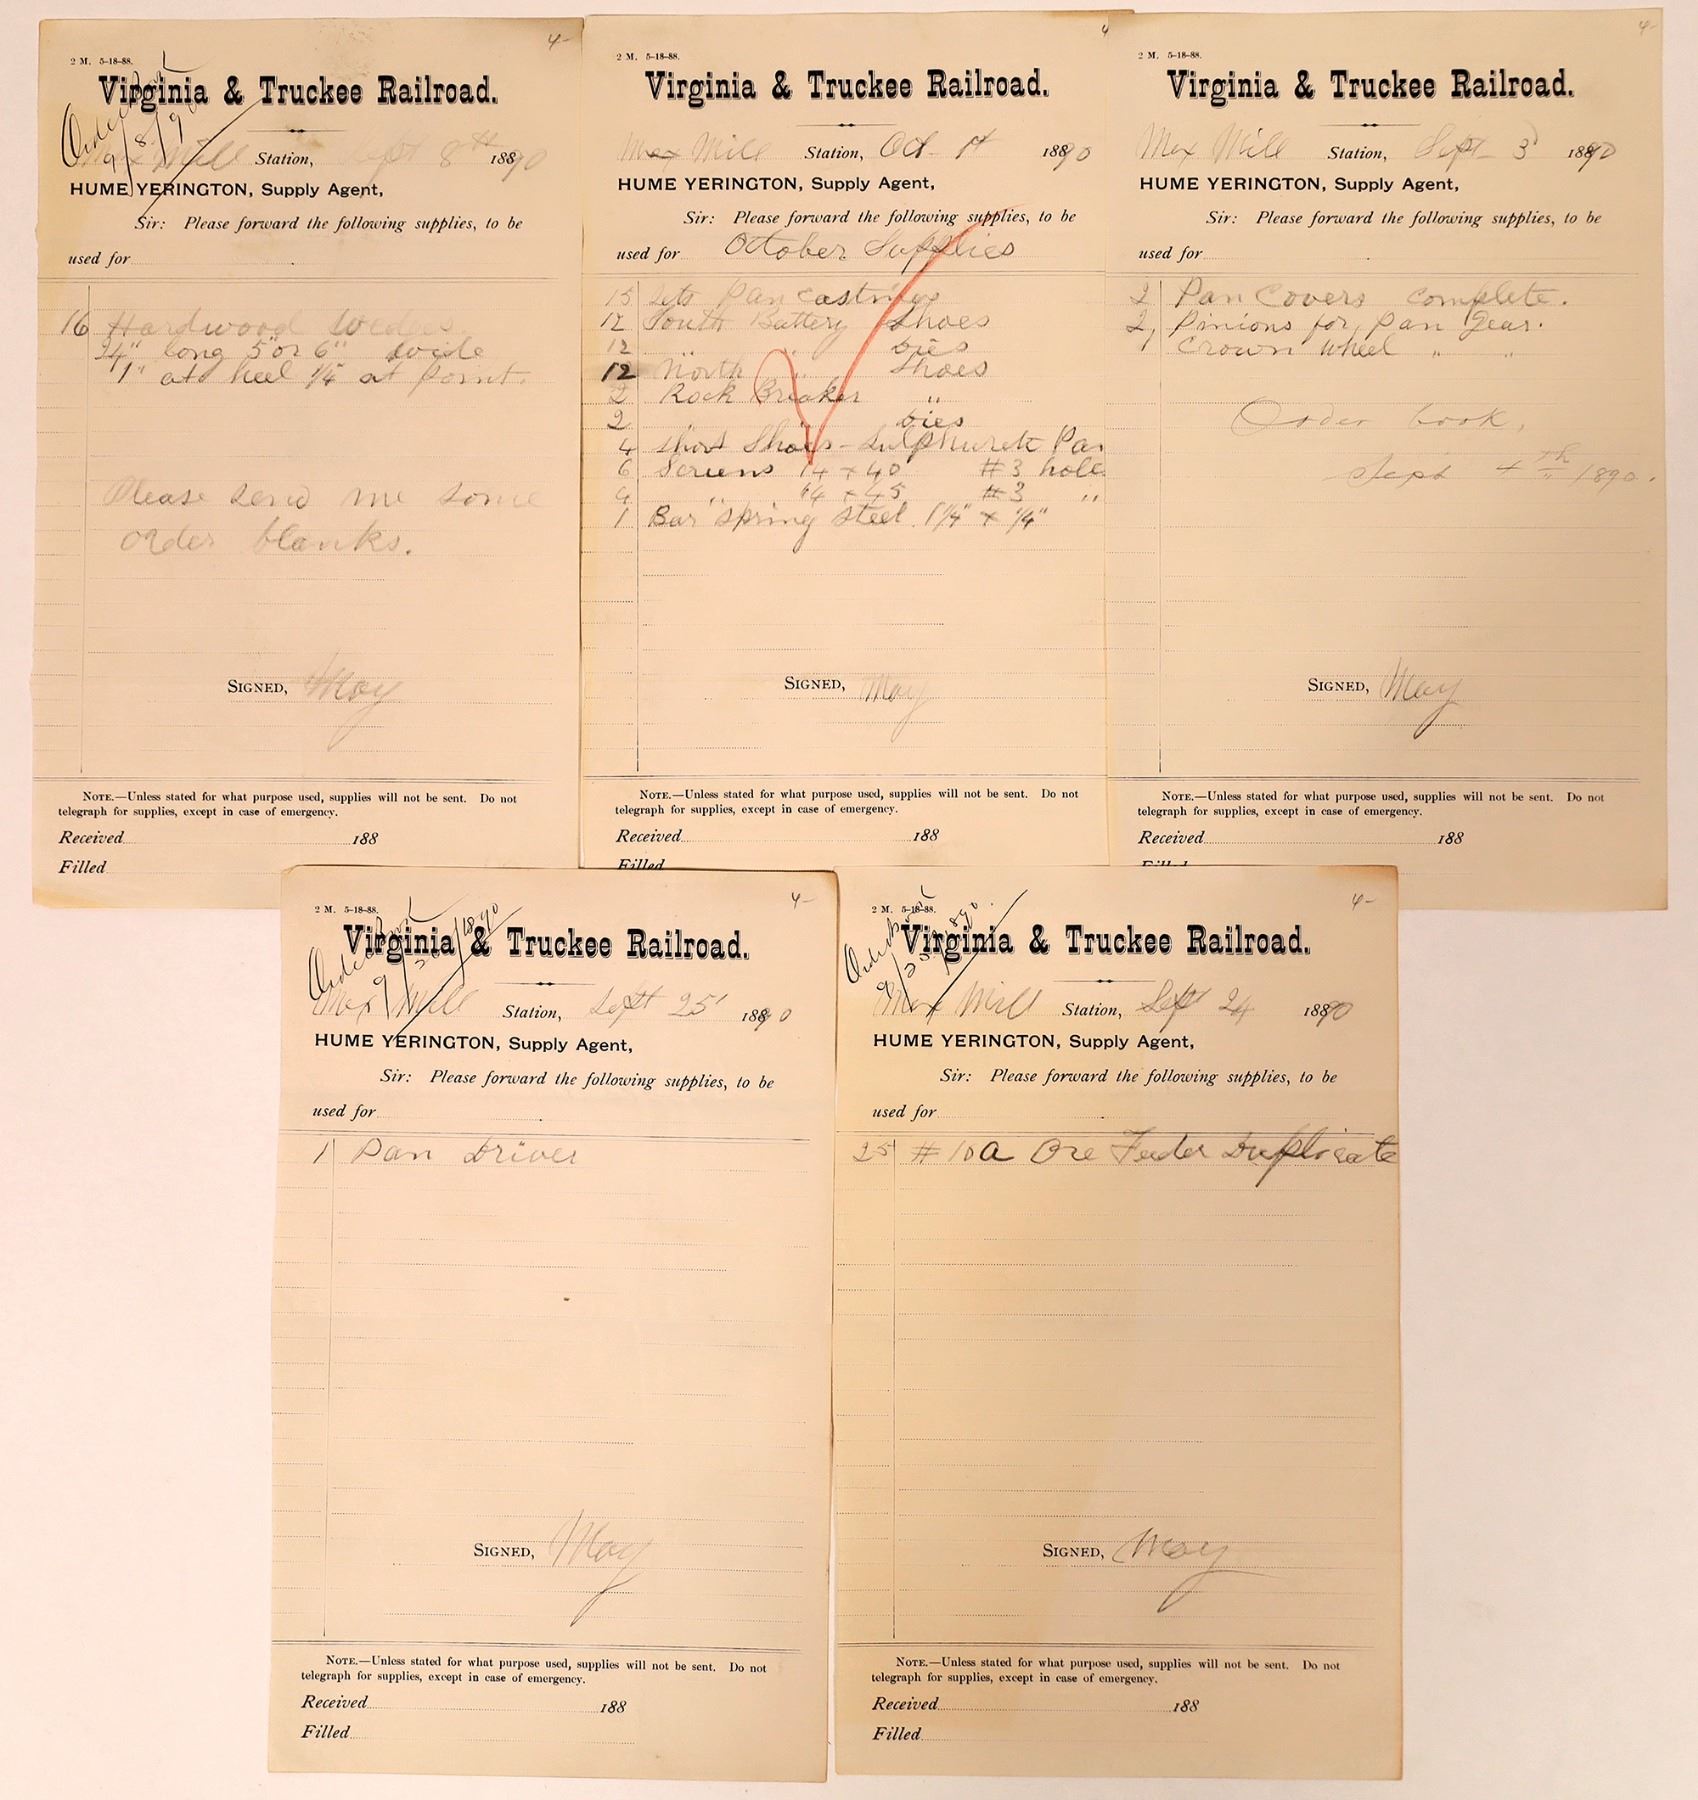 4-
2 M. 5-18-88.
Virginia & Truckee Railroad.
Order Book
9/8/90
Mex Mill Station, Sept 8th 1890
HUME YERINGTON, Supply Agent,
Sir: Please forward the following supplies, to be
used for
16 Hardwood Wedges
24" long 5" or 6" wide
1" at heel 1/4 at point.
Please send me some
order blanks.
SIGNED, May
NOTE.—Unless stated for what purpose used, supplies will not be sent. Do not
telegraph for supplies, except in case of emergency.
Received 188
Filled
4
2 M. 5-18-88.
Virginia & Truckee Railroad.
Mex Mill Station, Oct 1st 1890
HUME YERINGTON, Supply Agent,
Sir: Please forward the following supplies, to be
used for October Supplies
15 Sets Pan Castings
12 South Battery Shoes
12 " " Dies
12 North " Shoes
2 Rock Breaker "
2 " " Dies
4 Short Shoes - Sulphurett Pan
6 Screens 14 x 40 #3 hole
4 " 14 x 45 #3 "
1 Bar Spring Steel 1 1/4" x 1/4"
SIGNED, May
NOTE.—Unless stated for what purpose used, supplies will not be sent. Do not
telegraph for supplies, except in case of emergency.
Received 188
Filled
4-
2 M. 5-18-88.
Virginia & Truckee Railroad.
Mex Mill Station, Sept 3 1890
HUME YERINGTON, Supply Agent,
Sir: Please forward the following supplies, to be
used for
2 Pan Covers complete.
2 Pinions for Pan Gear.
1 Crown Wheel " "
Order book,
Sept 4th 1890.
SIGNED, May
NOTE.—Unless stated for what purpose used, supplies will not be sent. Do not
telegraph for supplies, except in case of emergency.
Received 188
Filled
4-
2 M. 5-18-88.
Virginia & Truckee Railroad.
Order Book
Mex Mill Station, Sept 25 1890
HUME YERINGTON, Supply Agent,
Sir: Please forward the following supplies, to be
used for
1 Pan Driver
SIGNED, May
NOTE.—Unless stated for what purpose used, supplies will not be sent. Do not
telegraph for supplies, except in case of emergency.
Received 188
Filled
4-
2 M. 5-18-88.
Virginia & Truckee Railroad.
Order Book
Mex Mill Station, Sept 24 1890
HUME YERINGTON, Supply Agent,
Sir: Please forward the following supplies, to be
used for
25 # 10a Ore Feeder Duplicate
SIGNED, May
NOTE.—Unless stated for what purpose used, supplies will not be sent. Do not
telegraph for supplies, except in case of emergency.
Received 188
Filled